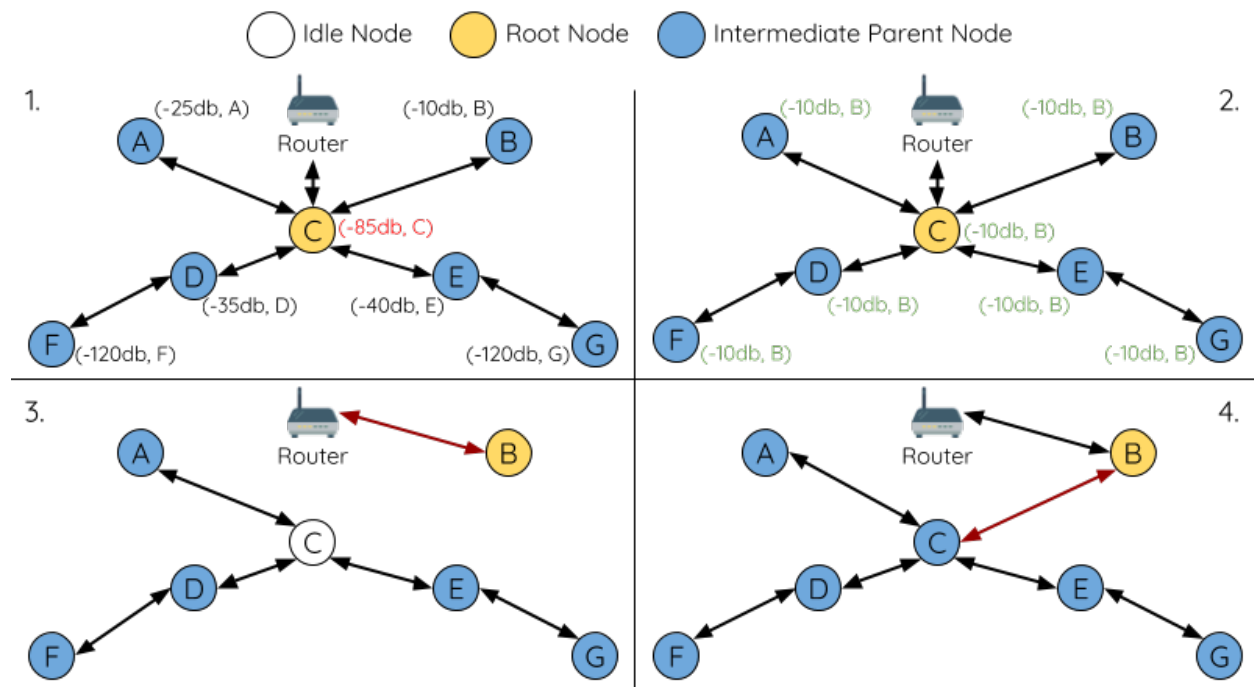 Idle Node
Root Node
Intermediate Parent Node
1.
(-25db, A)
(-10db, B)
A
B
Router
C
(-85db, C)
D
E
(-35db, D)
(-40db, E)
F
(-120db, F)
(-120db, G)
G
2.
(-10db, B)
(-10db, B)
A
B
Router
C
(-10db, B)
D
E
(-10db, B)
(-10db, B)
F
(-10db, B)
(-10db, B)
G
3.
A
Router
B
C
D
E
F
G
4.
A
Router
B
C
D
E
F
G